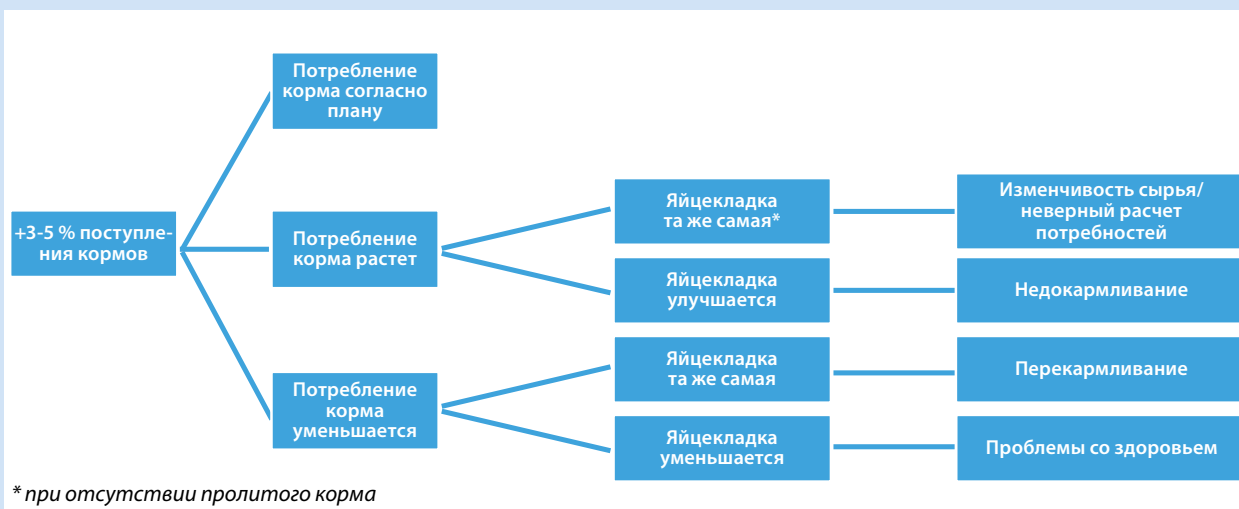 Потребление
корма согласно
плану
+3-5 % поступле-
ния кормов
Потребление
корма растет
Яйцекладка
та же самая*
Изменчивость сырья/
неверный расчет
потребностей
Яйцекладка
улучшается
Недокармливание
Потребление
корма
уменьшается
Яйцекладка
та же самая
Перекармливание
Яйцекладка
уменьшается
Проблемы со здоровьем
* при отсутствии пролитого корма